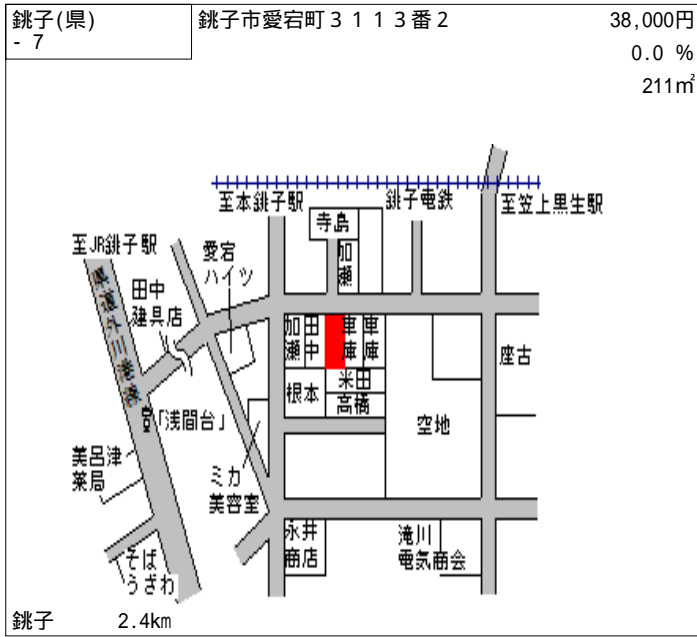 銚子(県)
- 7
銚子市愛宕町３１１３番2
38,000円
0.0 %
211㎡
至本銚子駅
銚子電鉄
至笠上黒生駅
寺島
加瀬
至JR銚子駅
愛宕
ハイツ
田中
建具店
県道外川港線
加瀬
田中
車庫
車庫
座古
米田
根本
高橋
「浅間台」
空地
美呂津
薬局
ミカ
美容室
永井
商店
滝川
電気商会
そば
うざわ
銚子
2.4km